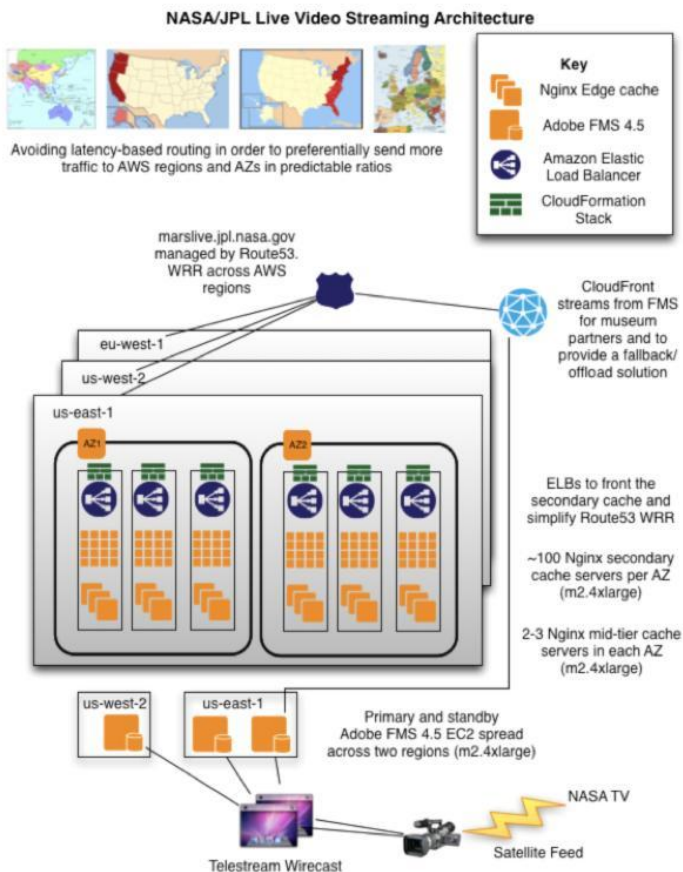 NASA/JPL Live Video Streaming Architecture
Avoiding latency-based routing in order to preferentially send more
traffic to AWS regions and AZs in predictable ratios
Key
Nginx Edge cache
Adobe FMS 4.5
Amazon Elastic
Load Balancer
CloudFormation
Stack
marslive.jpl.nasa.gov
managed by Route53.
WRR across AWS
regions
CloudFront
streams from FMS
for museum
partners and to
provide a fallback/
offload solution
eu-west-1
us-west-2
us-east-1
AZ1
AZ2
ELBs to front the
secondary cache and
simplify Route53 WRR
~100 Nginx secondary
cache servers per AZ
(m2.4xlarge)
2-3 Nginx mid-tier cache
servers in each AZ
(m2.4xlarge)
us-west-2
us-east-1
Primary and standby
Adobe FMS 4.5 EC2 spread
across two regions (m2.4xlarge)
NASA TV
Satellite Feed
Telestream Wirecast